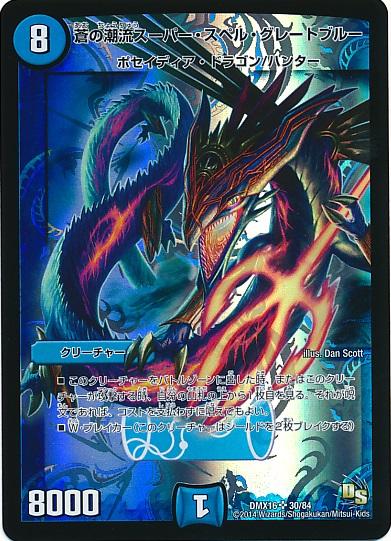 8
蒼の潮流スーパー・スペル・グレートブルー
ポセイディア・ドラゴン/ハンター
クリーチャー
illus. Dan Scott
■ このクリーチャーをバトルゾーンに出した時、またはこのクリー
チャーが攻撃する時、自分の山札の上から1枚目を見る。それが呪
文であれば、コストを支払わずに唱えてもよい。
■ W・ブレイカー(このクリーチャーはシールドを2枚ブレイクする)
8000
1
DS
DMX16 30/84
©2014 Wizards/Shogakukan/Mitsui-Kids